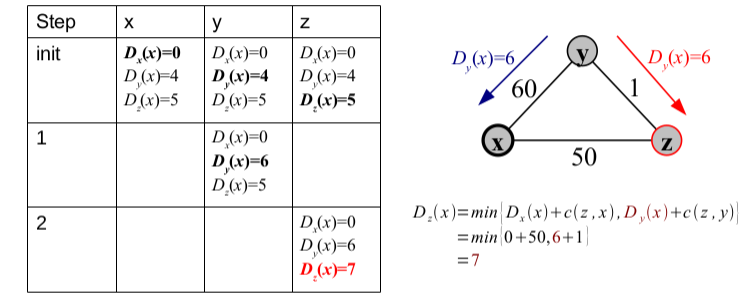 Step x y z
init D_x(x)=0 D_x(x)=0 D_x(x)=0
D_y(x)=4 D_y(x)=4 D_y(x)=4
D_z(x)=5 D_z(x)=5 D_z(x)=5
1 D_x(x)=0
D_y(x)=6
D_z(x)=5
2 D_x(x)=0
D_y(x)=6
D_z(x)=7
D_y(x)=6 y D_y(x)=6
60 1
x z
50
D_z(x)=min{D_x(x)+c(z,x),D_y(x)+c(z,y)}
=min{0+50,6+1}
=7